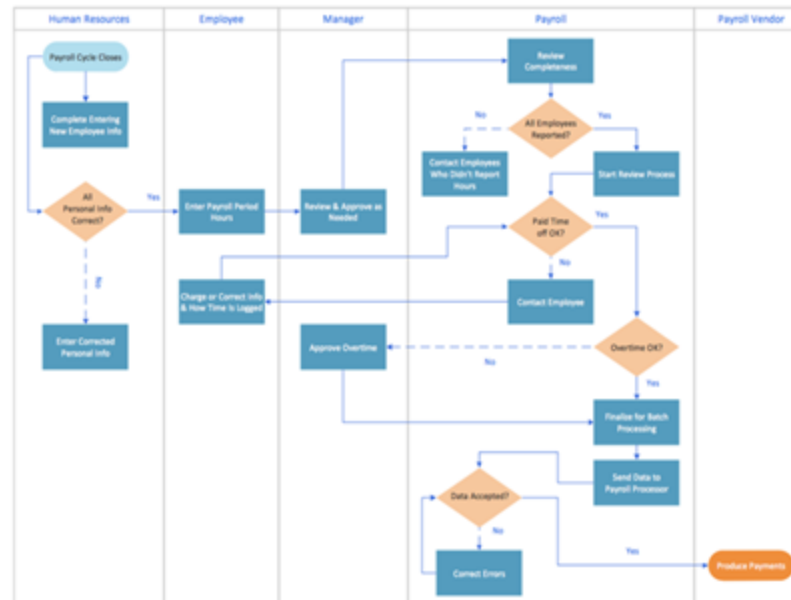 Human Resources
Employee
Manager
Payroll
Payroll Vendor
Payroll Cycle Closes
Complete Entering
New Employee Info
All
Personal Info
Correct?
Yes
No
Enter Corrected
Personal Info
Enter Payroll Period
Hours
Charge or Correct Info
& How Time Is Logged
Review & Approve as
Needed
Approve Overtime
Review
Completeness
All Employees
Reported?
No
Yes
Contact Employees
Who Didn't Report
Hours
Start Review Process
Paid Time
off OK?
Yes
No
Contact Employee
Overtime OK?
No
Yes
Finalize for Batch
Processing
Send Data to
Payroll Processor
Data Accepted?
No
Yes
Correct Errors
Produce Payments